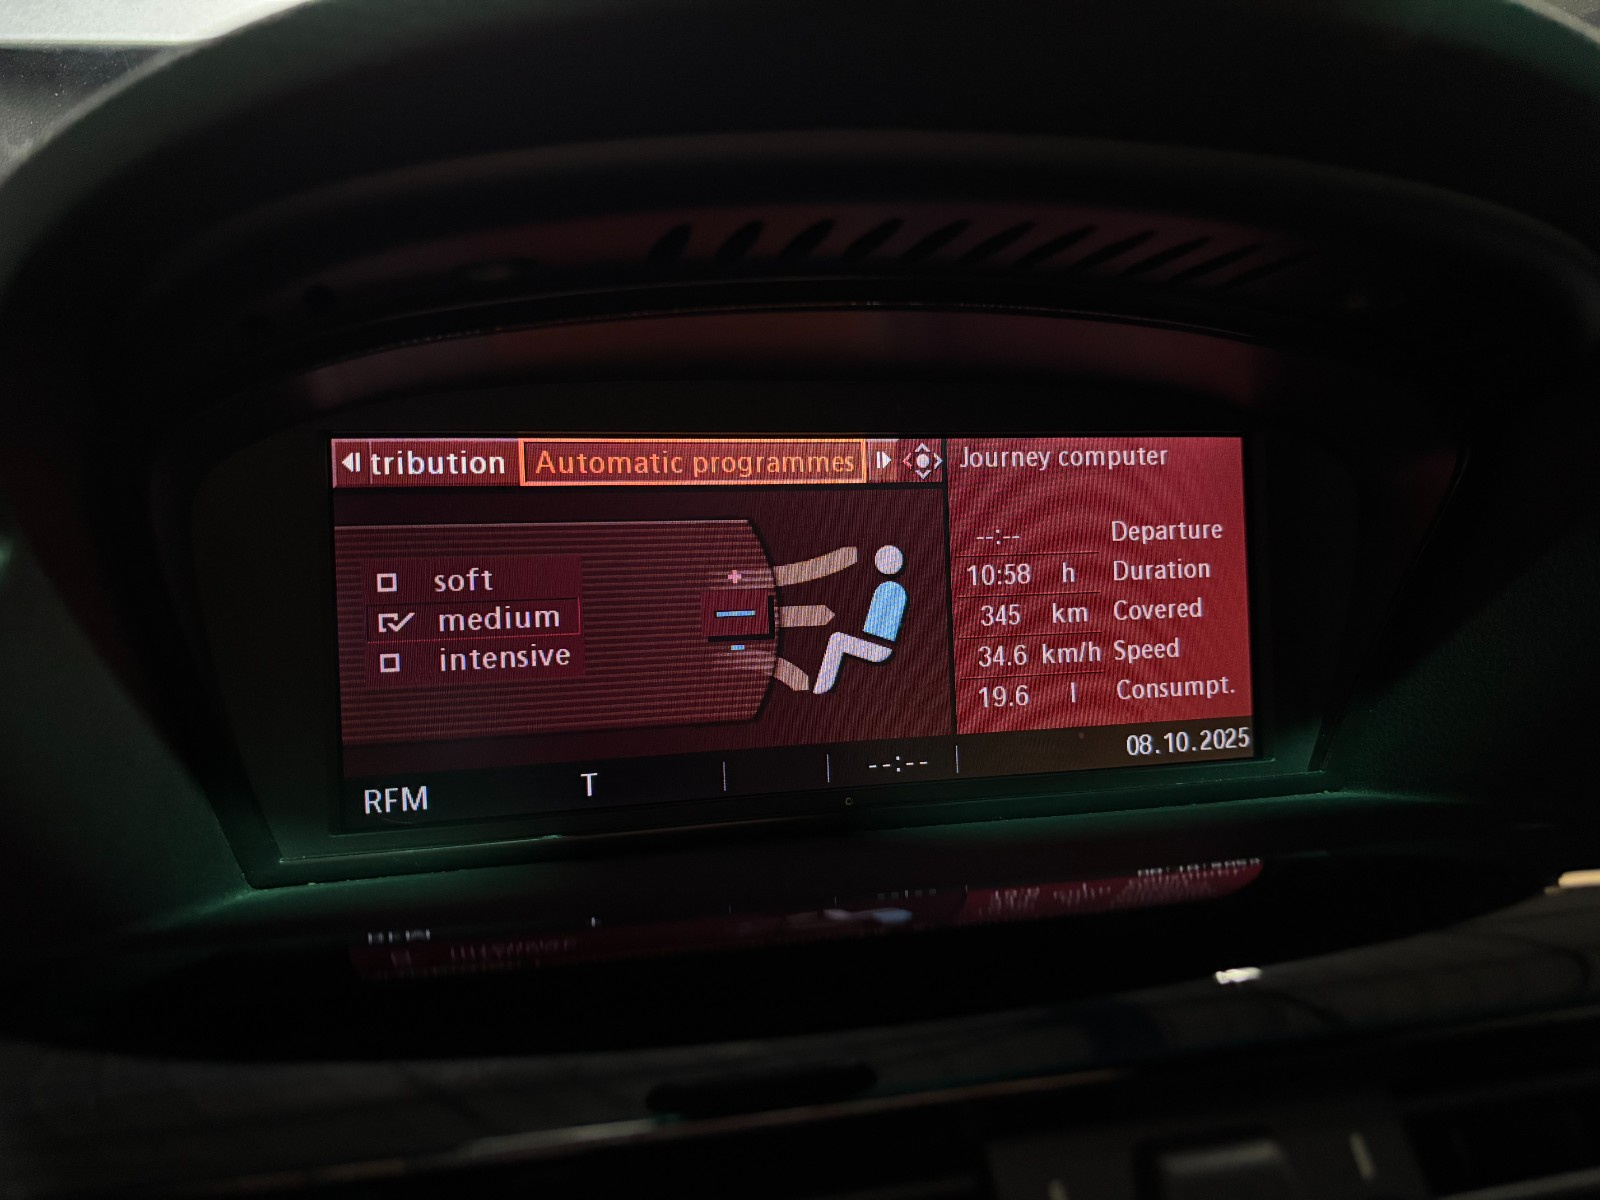 tribution Automatic programmes
soft
medium
intensive
Journey computer
--:-- Departure
10:58 h Duration
345 km Covered
34.6 km/h Speed
19.6 l Consumpt.
RFM T --:-- 08.10.2025